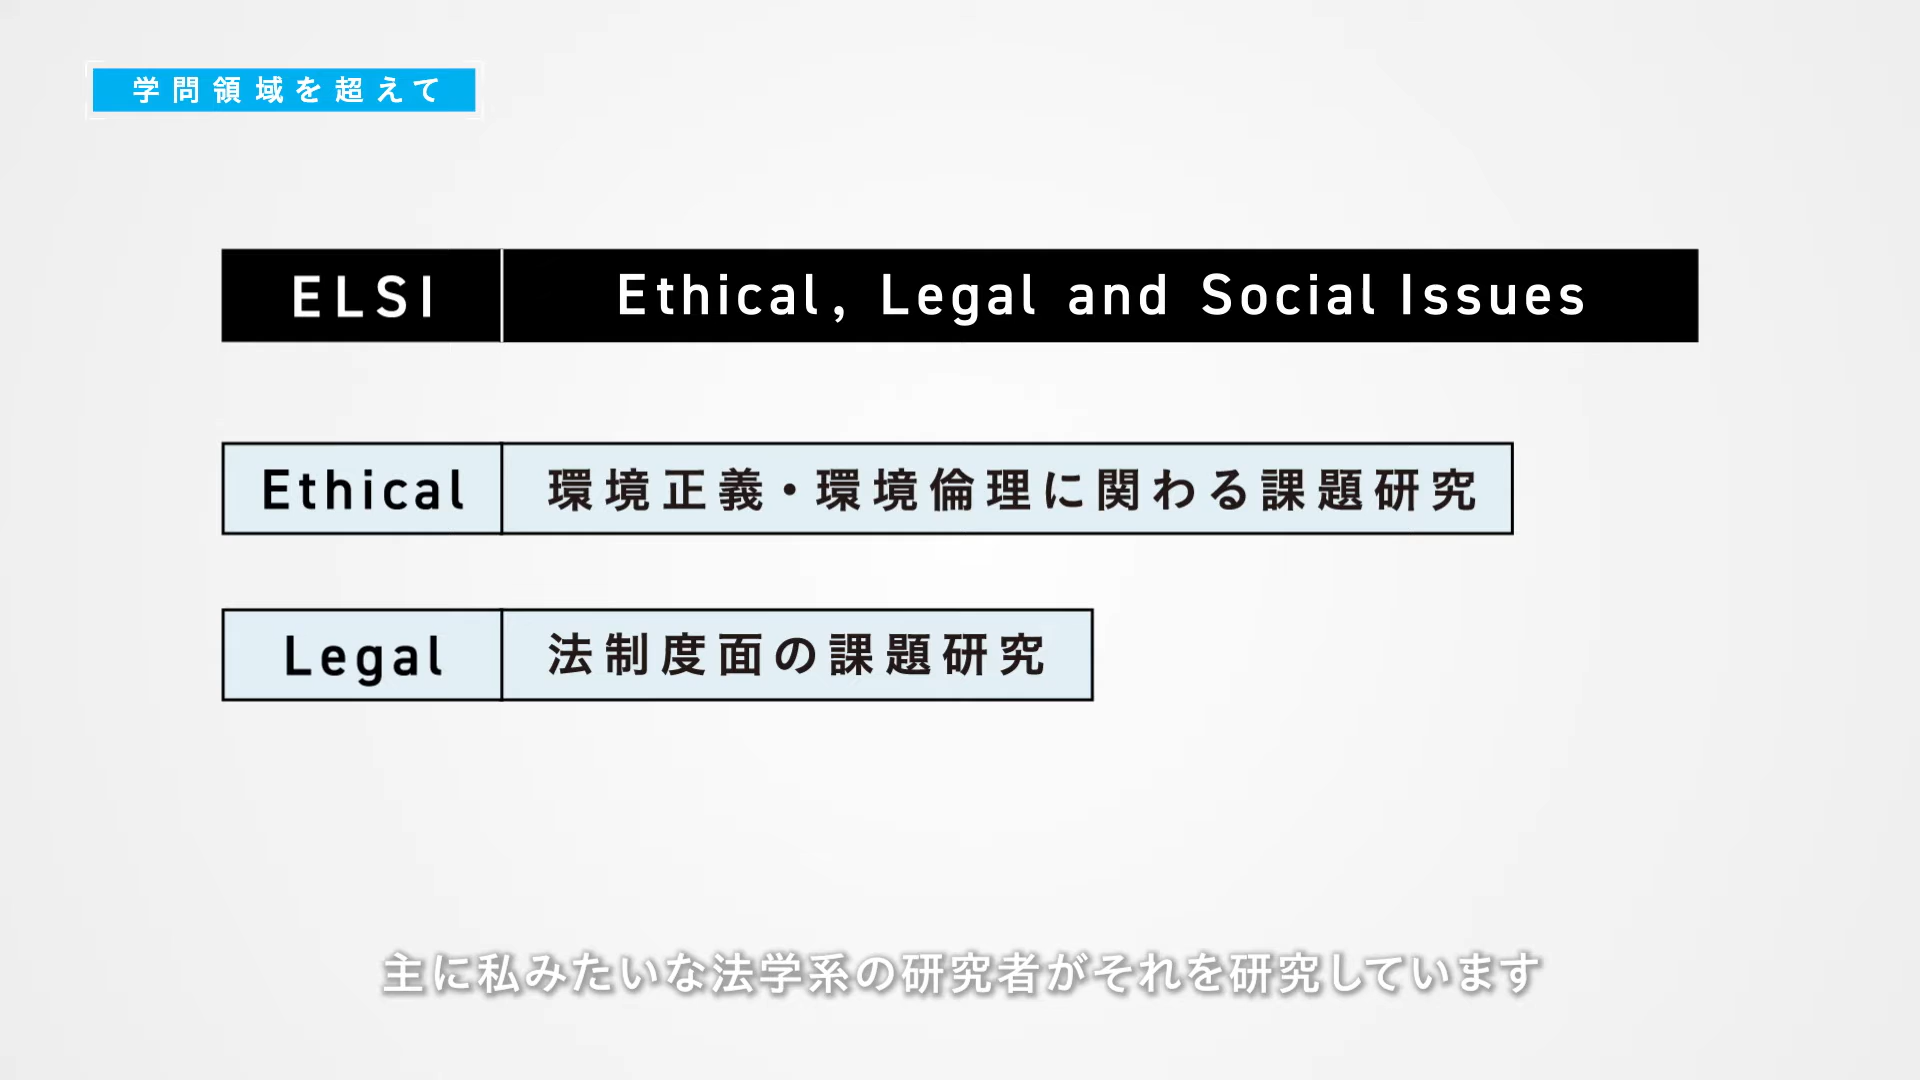 学問領域を超えて
ELSI Ethical, Legal and Social Issues
Ethical 環境正義・環境倫理に関わる課題研究
Legal 法制度面の課題研究
主に私みたいな法学系の研究者がそれを研究しています